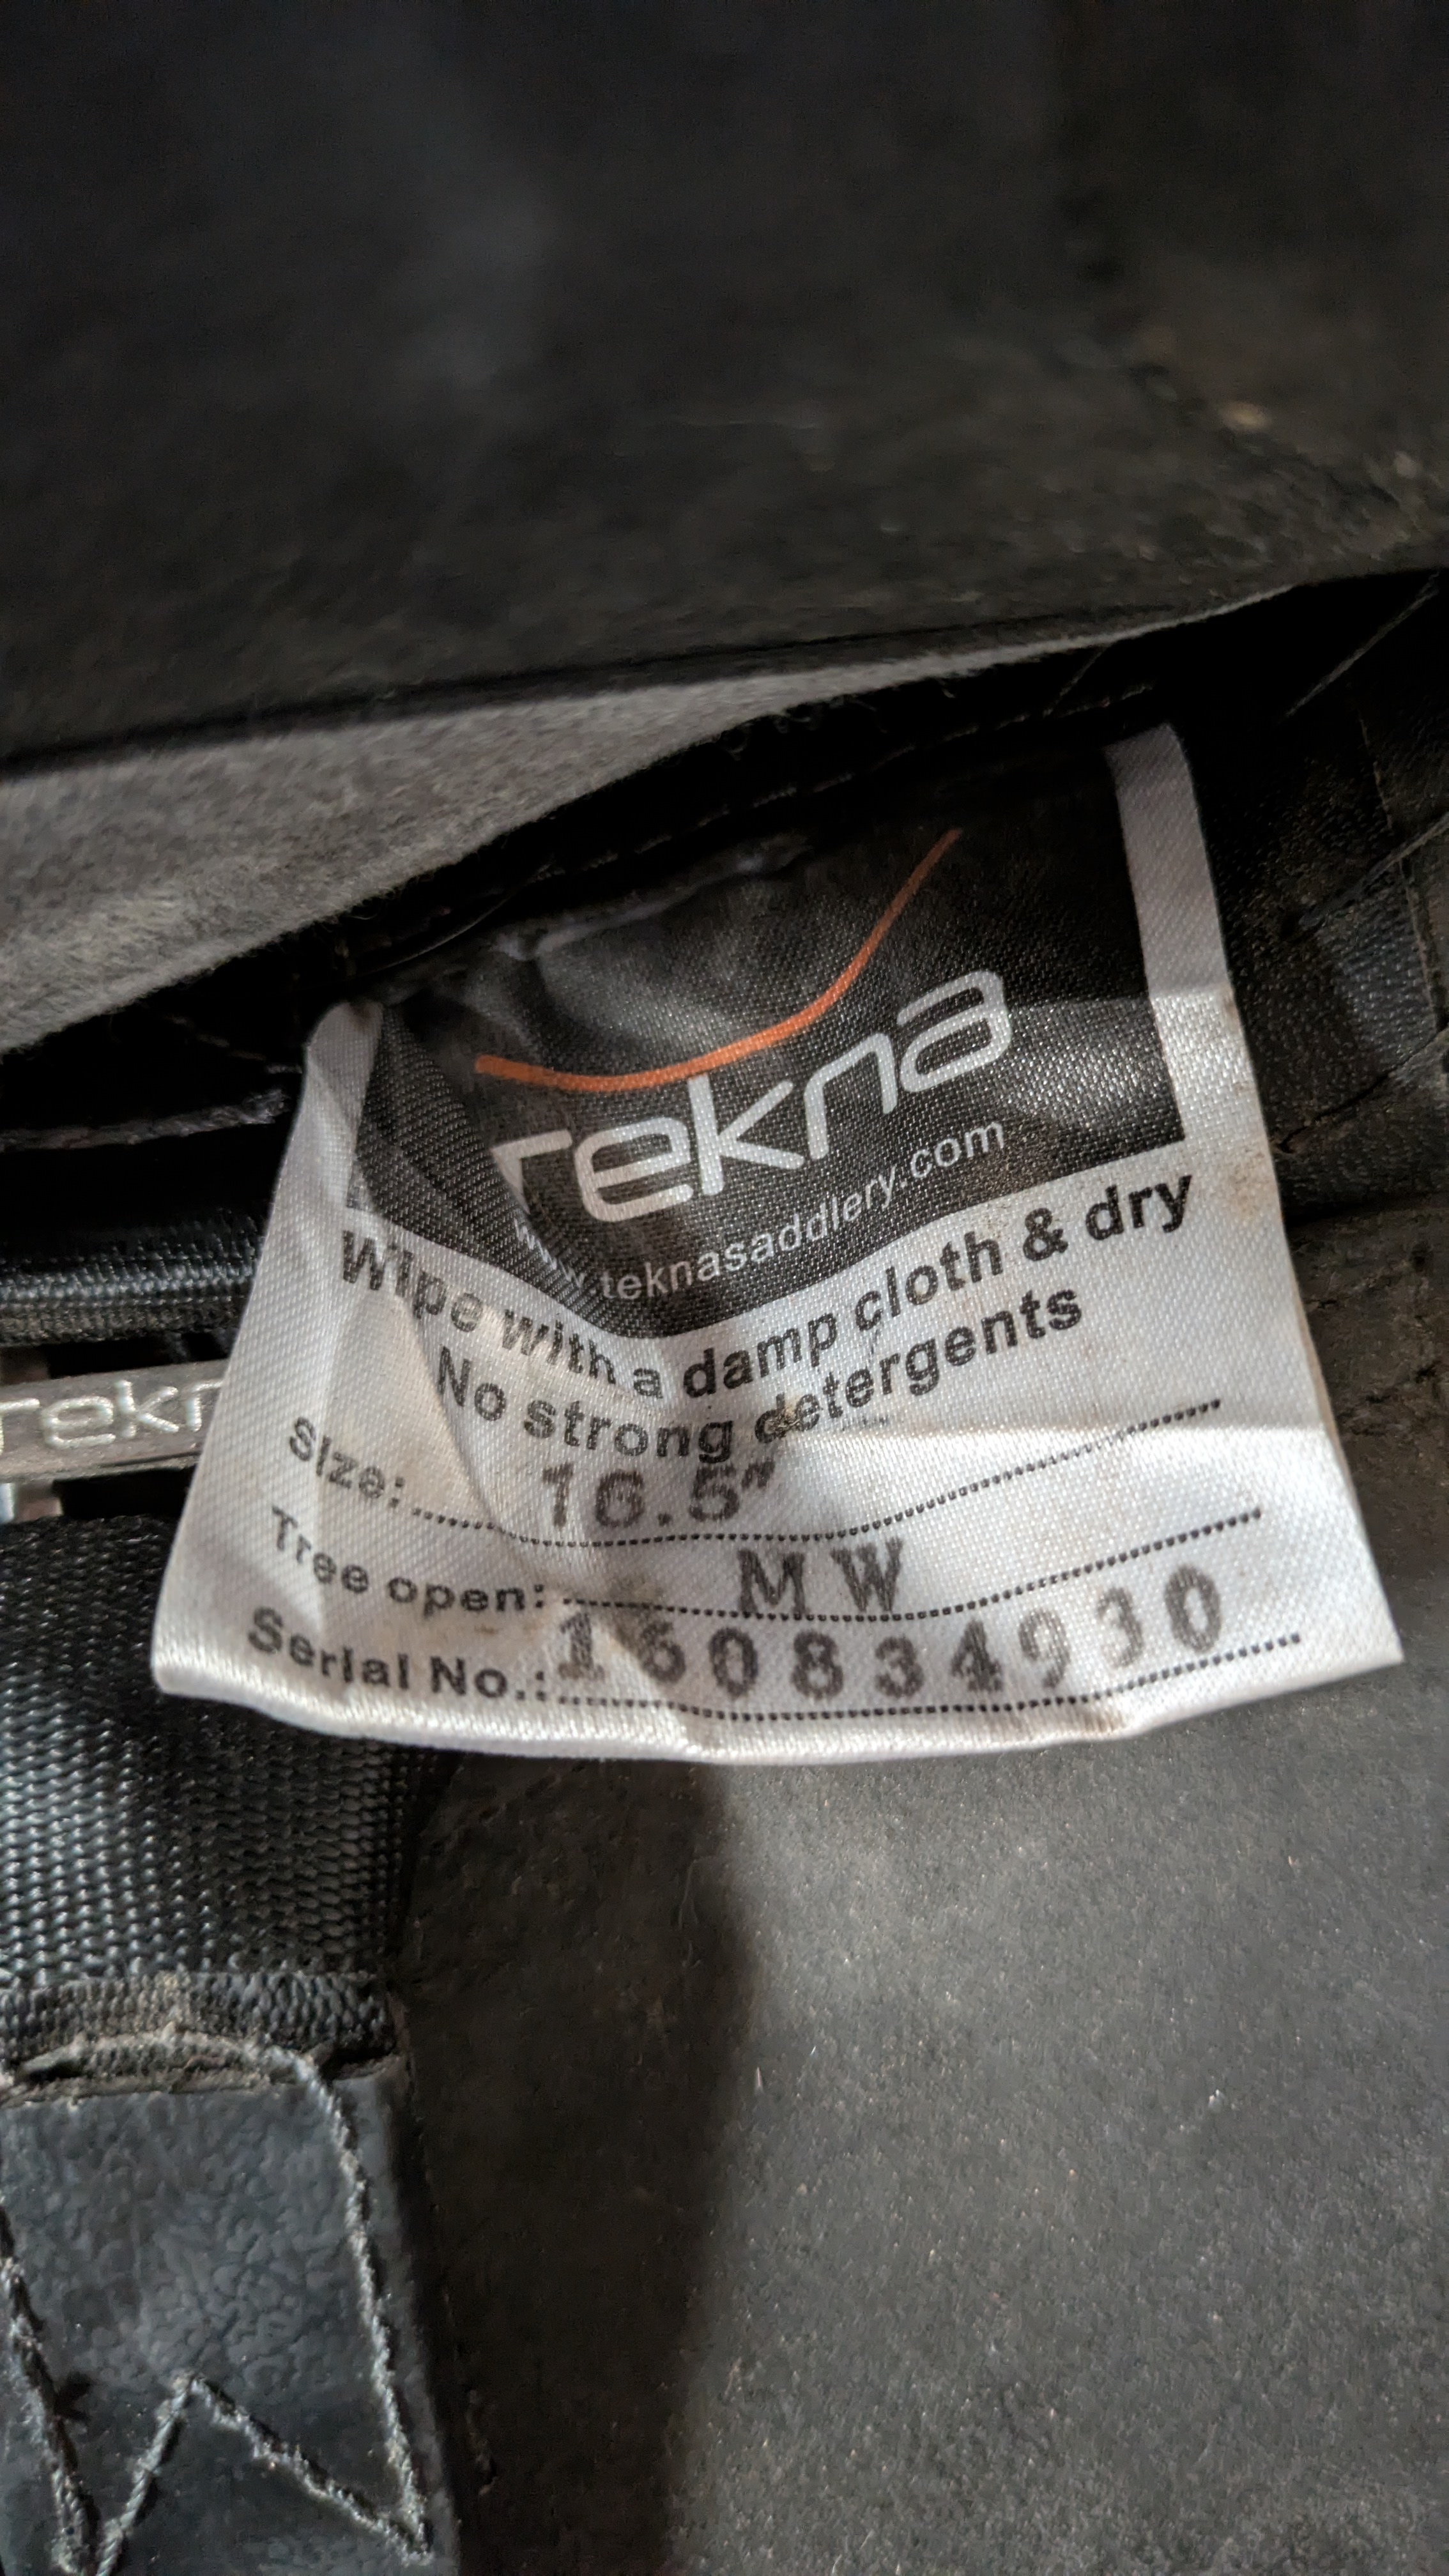 Tekna
www.teknasaddlery.com
Wipe with a damp cloth & dry
No strong detergents
Size: 16.5"
Tree open: MW
Serial No.: 160834930
Tekn